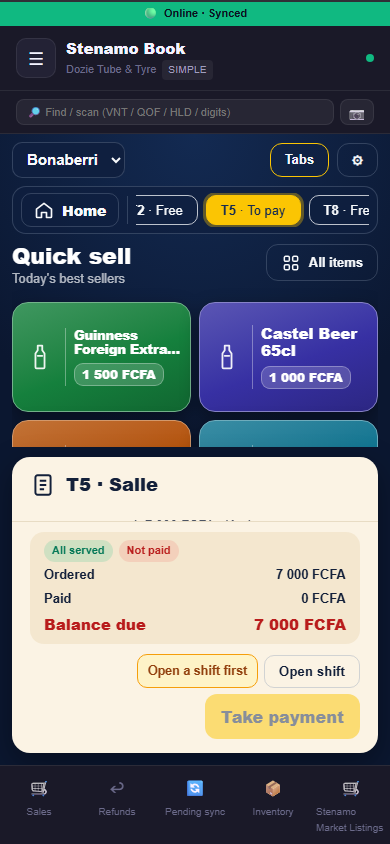 Online · Synced
Stenamo Book
Dozie Tube & Tyre SIMPLE
Find / scan (VNT / QOF / HLD / digits)
Bonaberri
Tabs
Home
2 · Free
T5 · To pay
T8 · Fre
Quick sell
Today's best sellers
All items
Guinness
Foreign Extra...
1 500 FCFA
Castel Beer
65cl
1 000 FCFA
T5 · Salle
All served Not paid
Ordered 7 000 FCFA
Paid 0 FCFA
Balance due 7 000 FCFA
Open a shift first
Open shift
Take payment
Sales
Refunds
Pending sync
Inventory
Stenamo
Market Listings